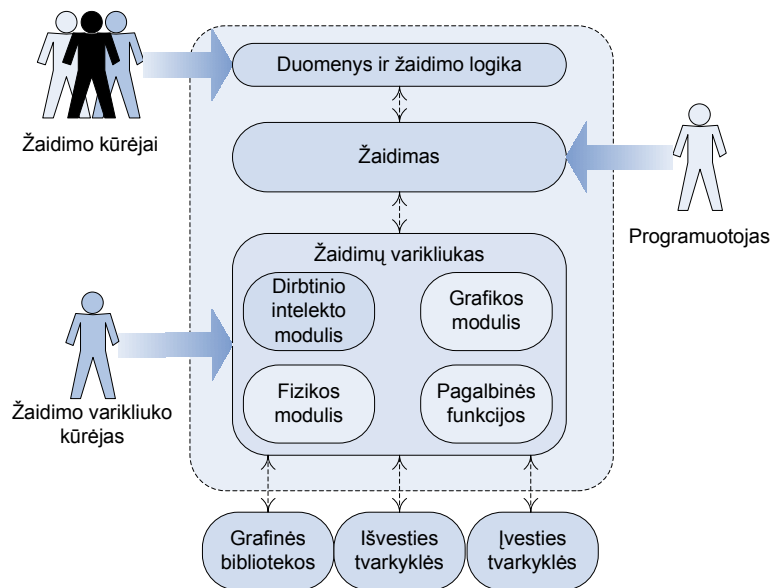 Duomenys ir žaidimo logika
Žaidimo kūrėjai
Žaidimas
Programuotojas
Žaidimų varikliukas
Dirbtinio
intelekto
modulis
Grafikos
modulis
Fizikos
modulis
Pagalbinės
funkcijos
Žaidimo varikliuko
kūrėjas
Grafinės
bibliotekos
Išvesties
tvarkyklės
Įvesties
tvarkyklės